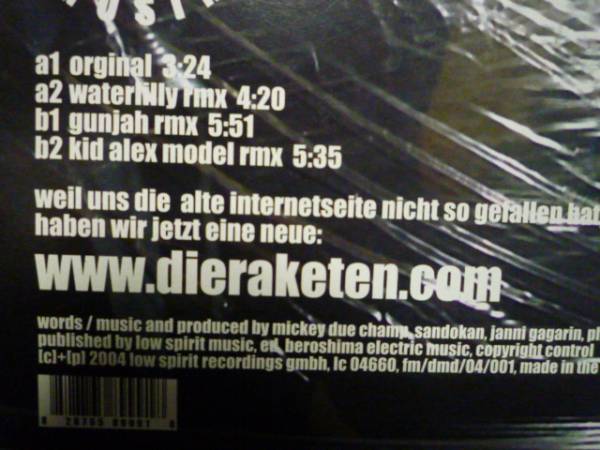 a1 orginal 3:24
a2 waterlilly rmx 4:20
b1 gunjah rmx 5:51
b2 kid alex model rmx 5:35
weil uns die alte internetseite nicht so gefallen hat
haben wir jetzt eine neue:
www.dieraketen.com
words / music and produced by mickey due champ, sandokan, janni gagarin,
published by low spirit music, ed. beroshima electric music, copyright control
[c]+[p] 2004 low spirit recordings gmbh, lc 04660, fm/dmd/04/001, made in the